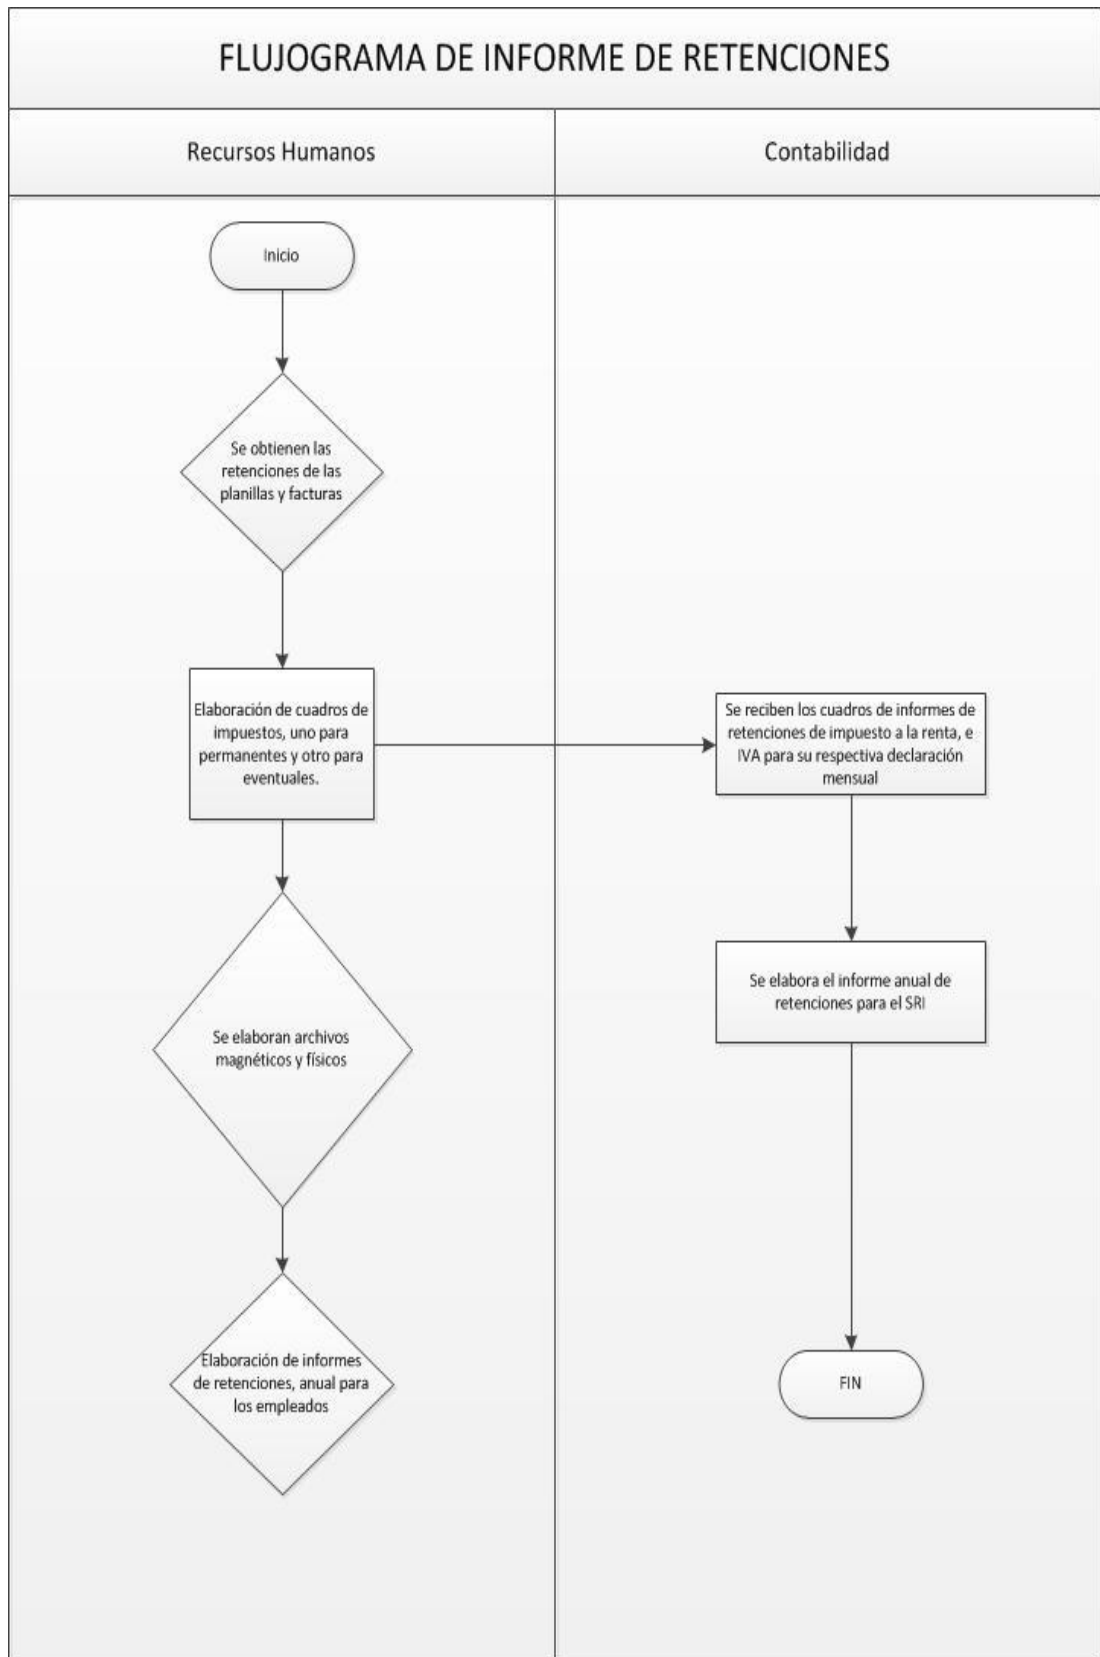 FLUJOGRAMA DE INFORME DE RETENCIONES
Recursos Humanos
Contabilidad
Inicio
Se obtienen las
retenciones de las
planillas y facturas
Elaboración de cuadros de
impuestos, uno para
permanentes y otro para
eventuales.
Se reciben los cuadros de informes de
retenciones de impuesto a la renta, e
IVA para su respectiva declaración
mensual
Se elaboran archivos
magnéticos y físicos
Se elabora el informe anual de
retenciones para el SRI
Elaboración de informes
de retenciones, anual para
los empleados
FIN